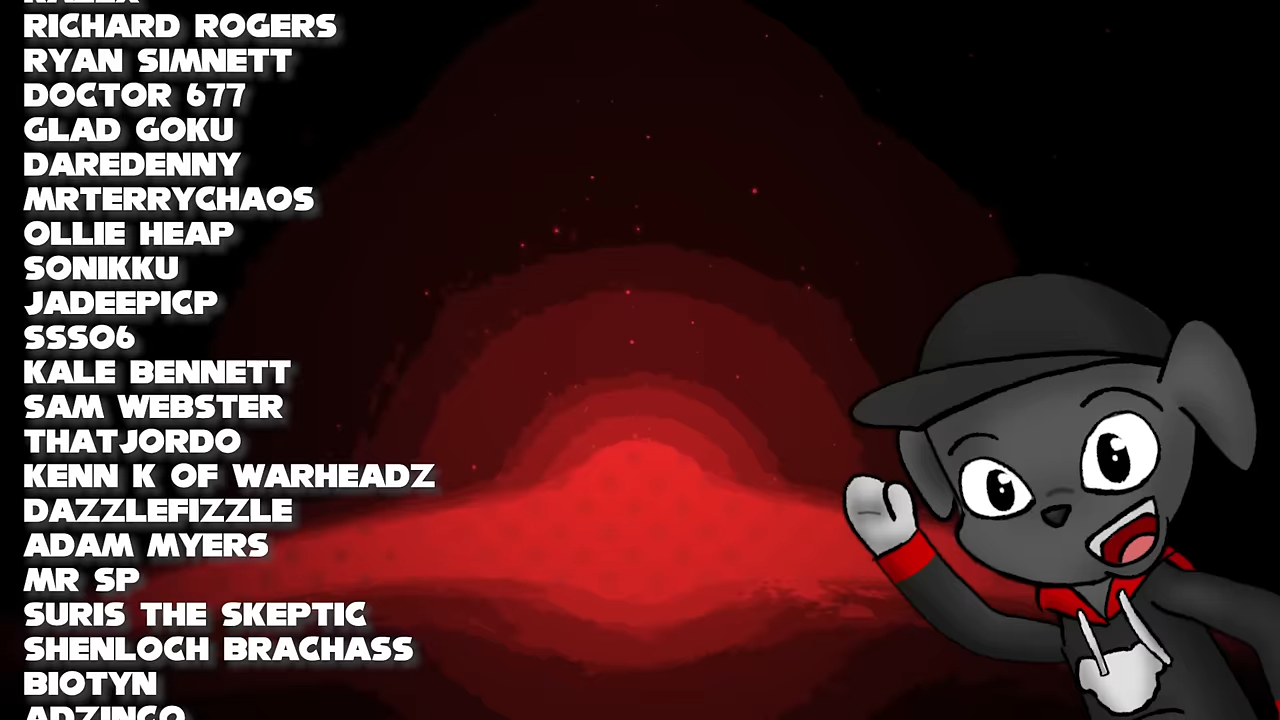 RICHARD ROGERS
RYAN SIMNETT
DOCTOR 677
GLAD GOKU
DAREDENNY
MRTERRYCHAOS
OLLIE HEAP
SONIKKU
JADEEPICP
SSS06
KALE BENNETT
SAM WEBSTER
THATJORDO
KENN K OF WARHEADZ
DAZZLEFIZZLE
ADAM MYERS
MR SP
SURIS THE SKEPTIC
SHENLOCH BRACHASS
BIOTYN
ADZINGO